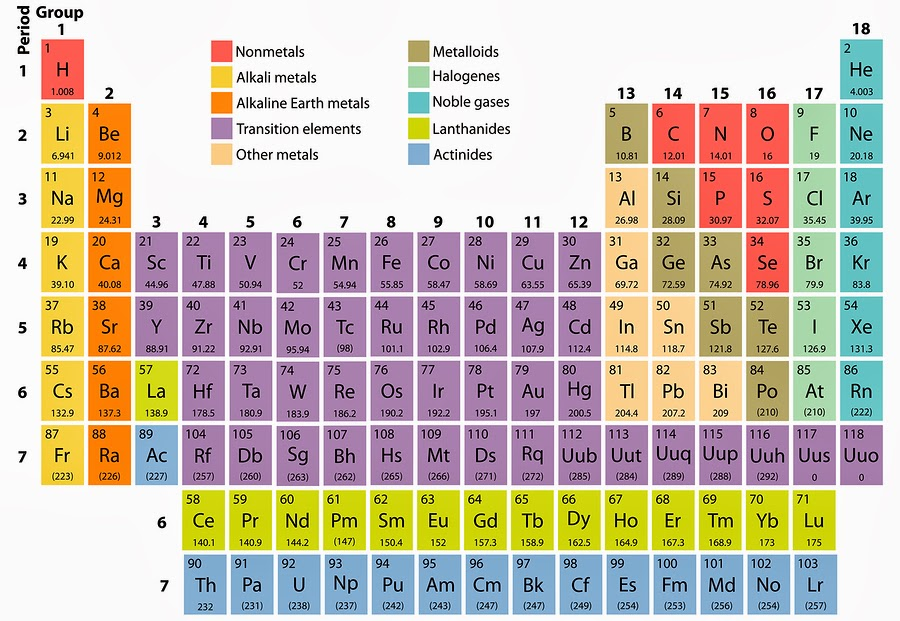 Period
Group
1 18
1 H 1.008
2 He 4.003
Nonmetals
Alkali metals
Alkaline Earth metals
Transition elements
Other metals
Metalloids
Halogenes
Noble gases
Lanthanides
Actinides
1
2 13 14 15 16 17
2
3 Li 6.941
4 Be 9.012
5 B 10.81
6 C 12.01
7 N 14.01
8 O 16
9 F 19
10 Ne 20.18
3
11 Na 22.99
12 Mg 24.31
13 Al 26.98
14 Si 28.09
15 P 30.97
16 S 32.07
17 Cl 35.45
18 Ar 39.95
3 4 5 6 7 8 9 10 11 12
4
19 K 39.10
20 Ca 40.08
21 Sc 44.96
22 Ti 47.88
23 V 50.94
24 Cr 52
25 Mn 54.94
26 Fe 55.85
27 Co 58.47
28 Ni 58.69
29 Cu 63.55
30 Zn 65.39
31 Ga 69.72
32 Ge 72.59
33 As 74.92
34 Se 78.96
35 Br 79.9
36 Kr 83.8
5
37 Rb 85.47
38 Sr 87.62
39 Y 88.91
40 Zr 91.22
41 Nb 92.91
42 Mo 95.94
43 Tc (98)
44 Ru 101.1
45 Rh 102.9
46 Pd 106.4
47 Ag 107.9
48 Cd 112.4
49 In 114.8
50 Sn 118.7
51 Sb 121.8
52 Te 127.6
53 I 126.9
54 Xe 131.3
6
55 Cs 132.9
56 Ba 137.3
57 La 138.9
72 Hf 178.5
73 Ta 180.9
74 W 183.9
75 Re 186.2
76 Os 190.2
77 Ir 192.2
78 Pt 195.1
79 Au 197
80 Hg 200.5
81 Tl 204.4
82 Pb 207.2
83 Bi 209
84 Po (210)
85 At (210)
86 Rn (222)
7
87 Fr (223)
88 Ra (226)
89 Ac (227)
104 Rf (257)
105 Db (260)
106 Sg (263)
107 Bh (262)
108 Hs (265)
109 Mt (266)
110 Ds (271)
111 Rq (272)
112 Uub (285)
113 Uut (284)
114 Uuq (289)
115 Uup (288)
116 Uuh (292)
117 Uus 0
118 Uuo 0
6
58 Ce 140.1
59 Pr 140.9
60 Nd 144.2
61 Pm (147)
62 Sm 150.4
63 Eu 152
64 Gd 157.3
65 Tb 158.9
66 Dy 162.5
67 Ho 164.9
68 Er 167.3
69 Tm 168.9
70 Yb 173
71 Lu 175
7
90 Th 232
91 Pa (231)
92 U (238)
93 Np (237)
94 Pu (242)
95 Am (243)
96 Cm (247)
97 Bk (247)
98 Cf (249)
99 Es (254)
100 Fm (253)
101 Md (256)
102 No (254)
103 Lr (257)